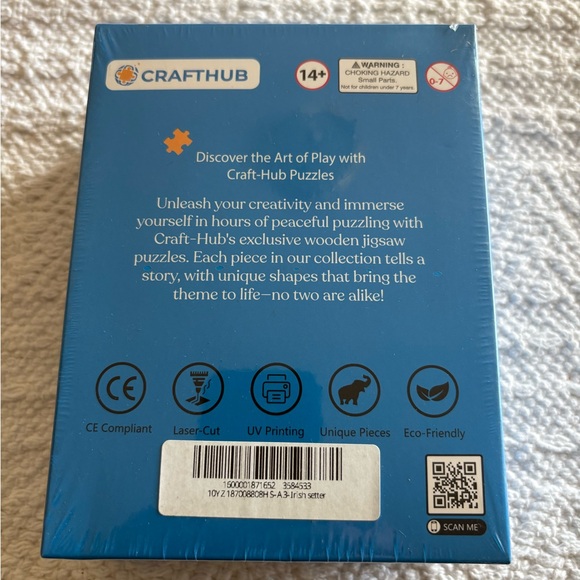 CRAFTHUB
14+
WARNING :
CHOKING HAZARD
Small Parts.
Not for children under 7 years
0-7
Discover the Art of Play with
Craft-Hub Puzzles
Unleash your creativity and immerse
yourself in hours of peaceful puzzling with
Craft-Hub's exclusive wooden jigsaw
puzzles. Each piece in our collection tells a
story, with unique shapes that bring the
theme to life—no two are alike!
CE
CE Compliant
Laser-Cut
UV Printing
Unique Pieces
Eco-Friendly
1600001871652 3584533
10YZ187008808HS-A3-Irish setter
SCAN ME